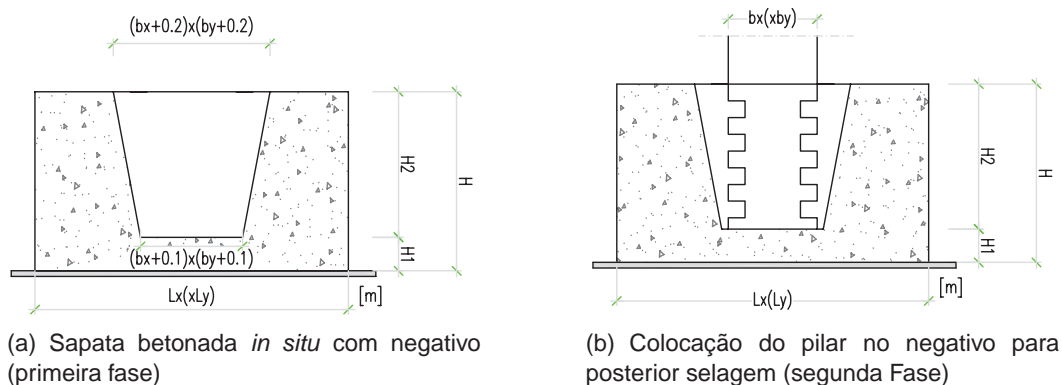 (bx+0.2)x(by+0.2)
H2
H
H1
(bx+0.1)x(by+0.1)
Lx(xLy)
[m]
(a) Sapata betonada in situ com negativo
(primeira fase)
bx(xby)
H2
H
H1
Lx(Ly)
[m]
(b) Colocação do pilar no negativo para
posterior selagem (segunda Fase)